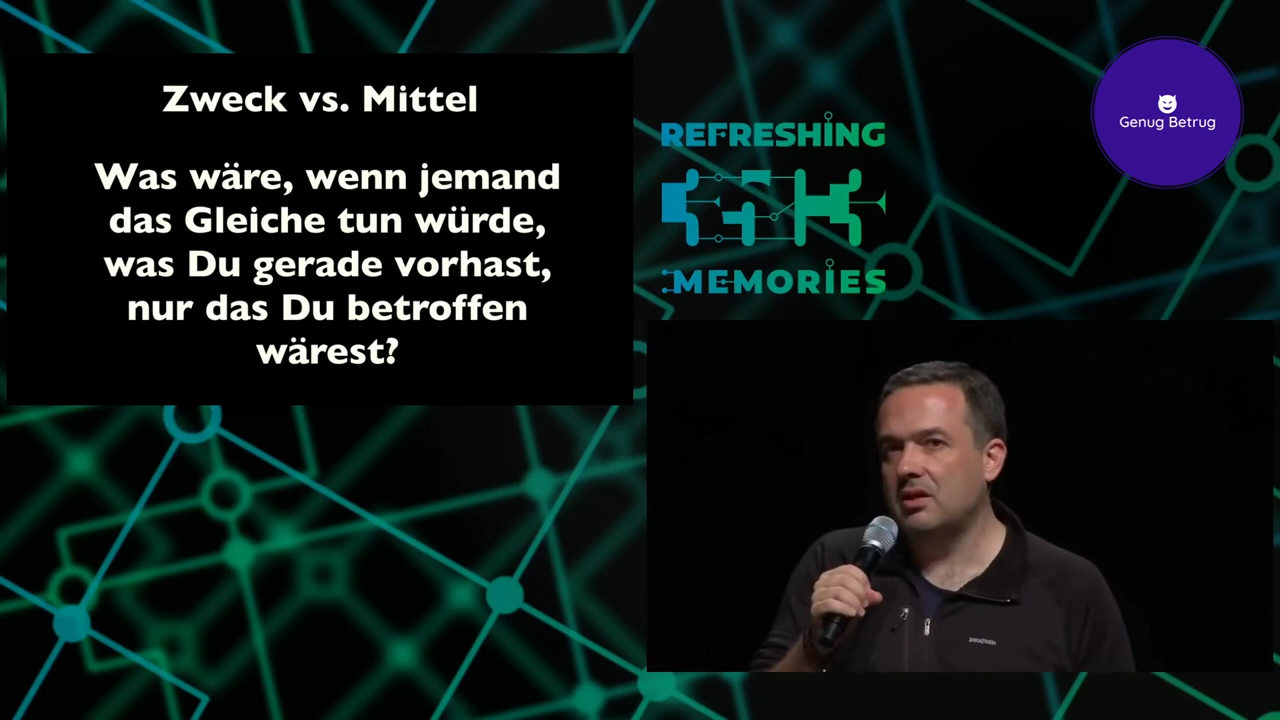 Zweck vs. Mittel
Was wäre, wenn jemand
das Gleiche tun würde,
was Du gerade vorhast,
nur das Du betroffen
wärest?
REFRESHING
MEMORIES
Genug Betrug
patagonia